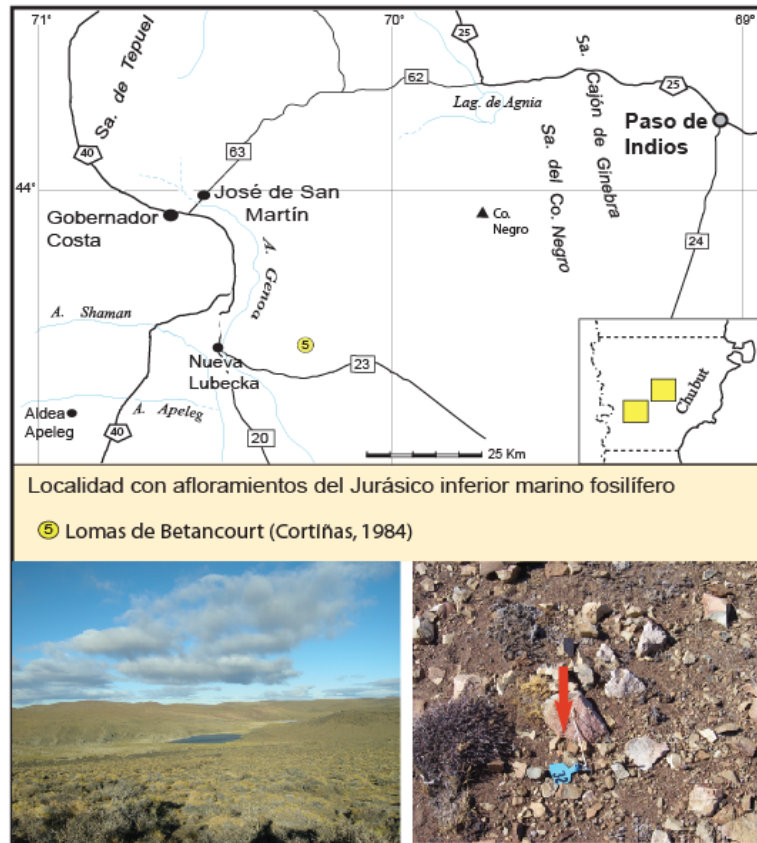 71°
70°
69°
Sa. de Tepuel
25
62
Lag. de Agnia
Sa. Cajón de Ginebra
25
Paso de
Indios
40
63
Sa. del Co. Negro
44°
José de San
Martín
Gobernador
Costa
Co.
Negro
24
A. Genoa
A. Shaman
5
Nueva
Lubecka
23
Chubut
Aldea
Apeleg
A. Apeleg
40
20
25 Km
Localidad con afloramientos del Jurásico inferior marino fosilífero
5 Lomas de Betancourt (Cortiñas, 1984)
32